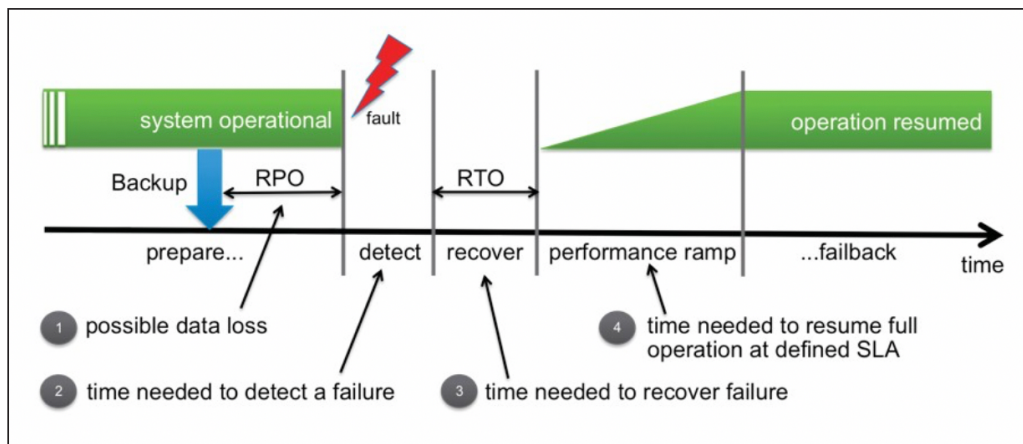 system operational
fault
operation resumed
Backup
RPO
RTO
prepare...
detect
recover
performance ramp
...failback
time
1 possible data loss
4 time needed to resume full
operation at defined SLA
2 time needed to detect a failure
3 time needed to recover failure